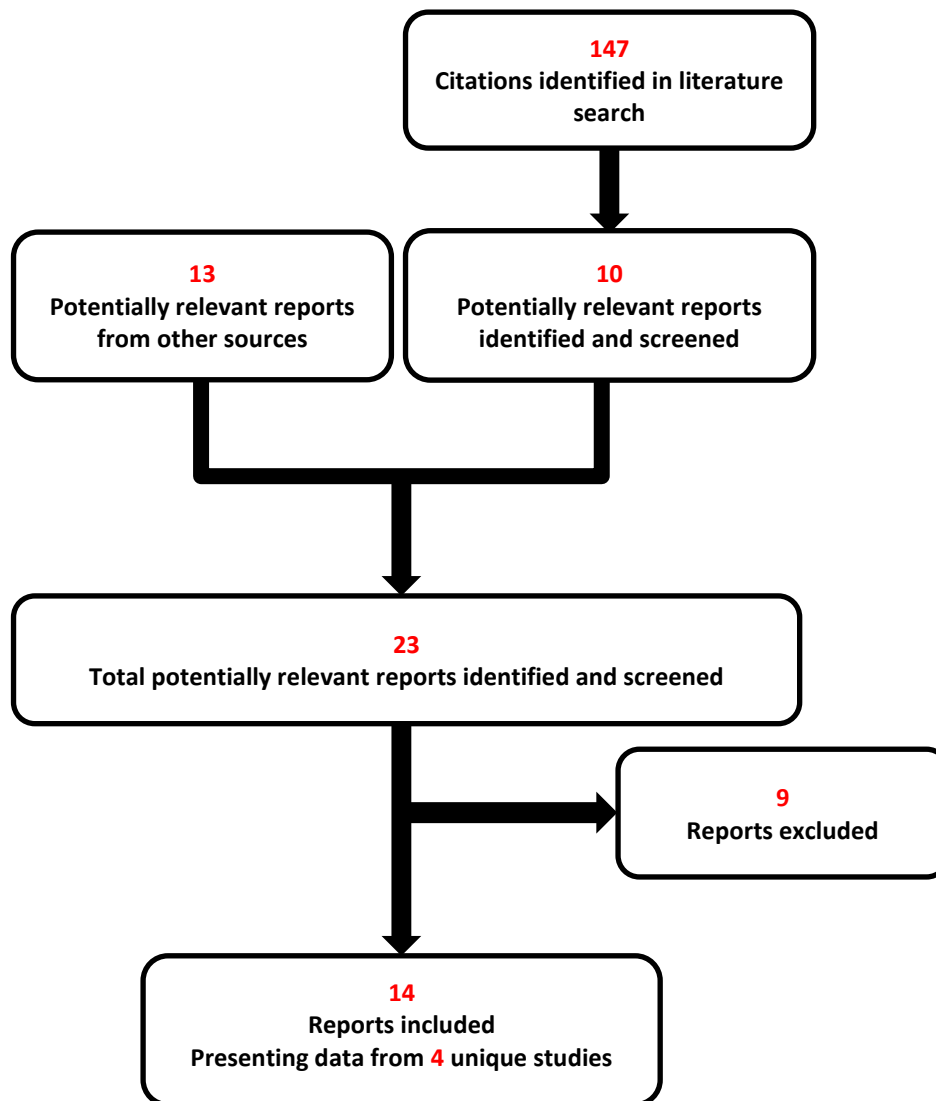 147
Citations identified in literature
search
13
Potentially relevant reports
from other sources
10
Potentially relevant reports
identified and screened
23
Total potentially relevant reports identified and screened
9
Reports excluded
14
Reports included
Presenting data from 4 unique studies